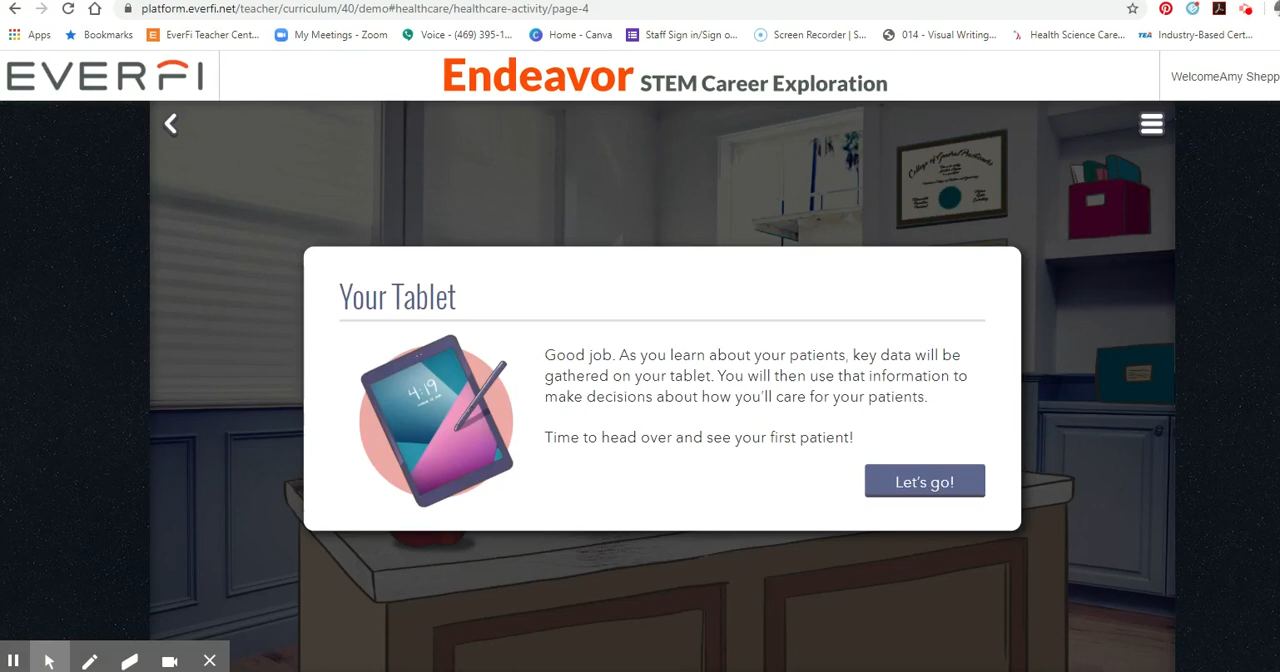 platform.everfi.net/teacher/curriculum/40/demo#healthcare/healthcare-activity/page-4
Apps Bookmarks EverFi Teacher Cent... My Meetings - Zoom Voice - (469) 395-1... Home - Canva Staff Sign in/Sign o... Screen Recorder | S... 014 - Visual Writing... Health Science Care... TEA Industry-Based Cert...
EVERFI Endeavor STEM Career Exploration WelcomeAmy Shepp
College of General Practitioners
Your Tablet
4:19
Good job. As you learn about your patients, key data will be
gathered on your tablet. You will then use that information to
make decisions about how you'll care for your patients.
Time to head over and see your first patient!
Let's go!